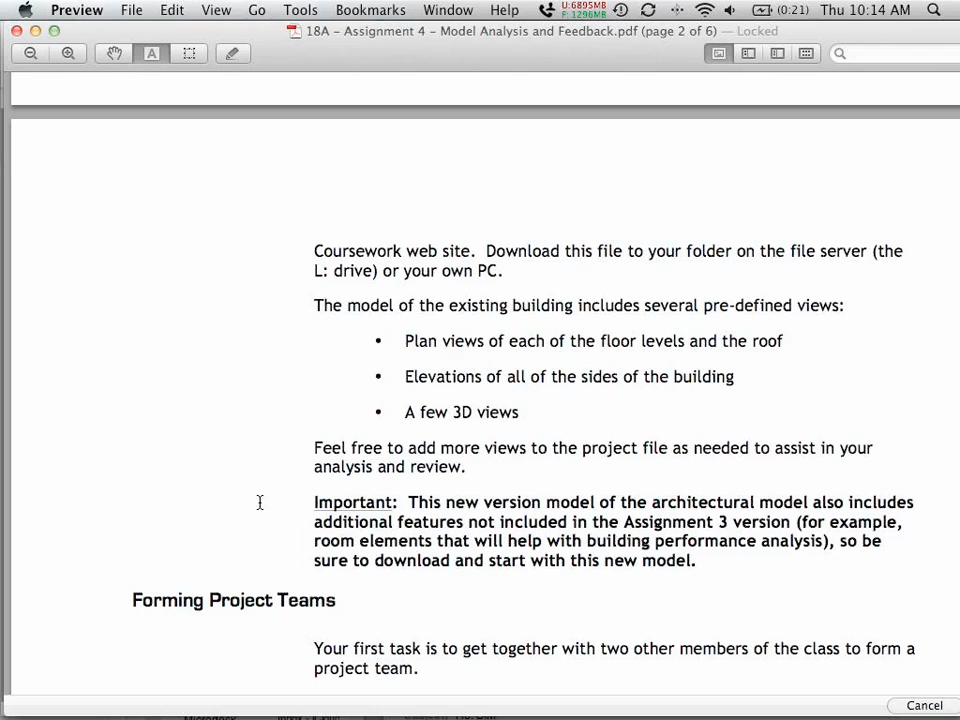 Preview File Edit View Go Tools Bookmarks Window Help U:6895MB F:1296MB (0:21) Thu 10:14 AM
18A – Assignment 4 – Model Analysis and Feedback.pdf (page 2 of 6) — Locked
Coursework web site. Download this file to your folder on the file server (the
L: drive) or your own PC.
The model of the existing building includes several pre-defined views:
• Plan views of each of the floor levels and the roof
• Elevations of all of the sides of the building
• A few 3D views
Feel free to add more views to the project file as needed to assist in your
analysis and review.
Important: This new version model of the architectural model also includes
additional features not included in the Assignment 3 version (for example,
room elements that will help with building performance analysis), so be
sure to download and start with this new model.
Forming Project Teams
Your first task is to get together with two other members of the class to form a
project team.
Cancel